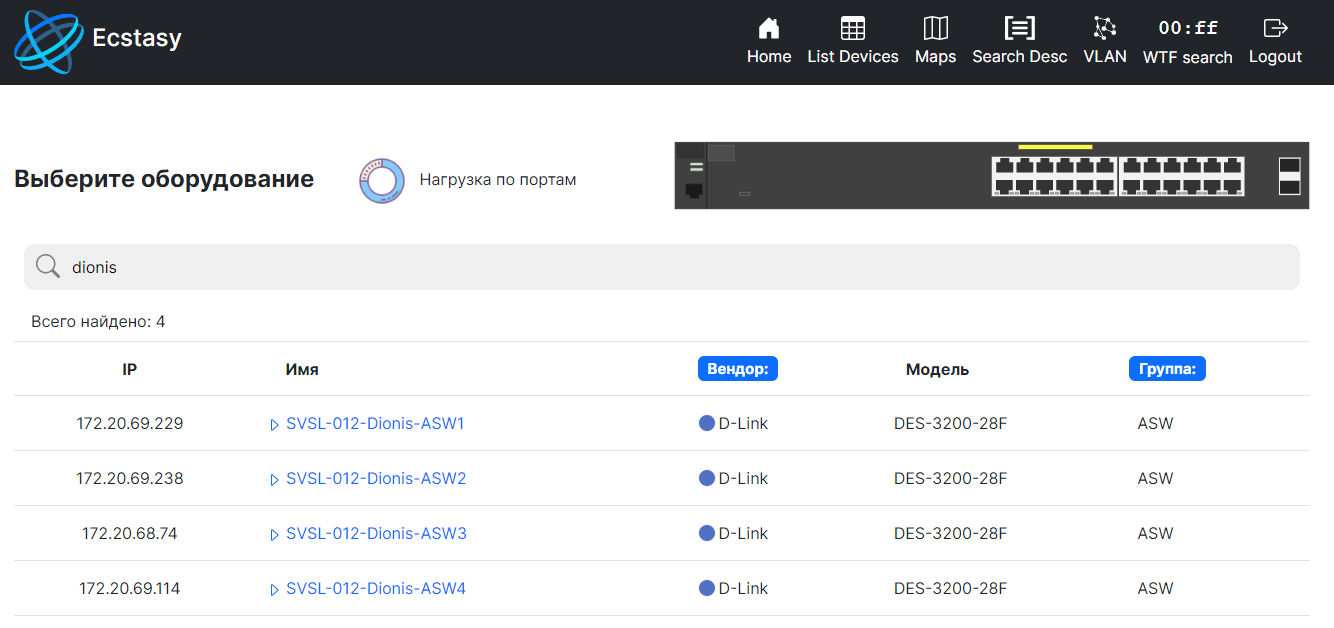 Ecstasy
Home List Devices Maps Search Desc VLAN 00:ff WTF search Logout
Выберите оборудование Нагрузка по портам
dionis
Всего найдено: 4
IP Имя Вендор: Модель Группа:
172.20.69.229 SVSL-012-Dionis-ASW1 D-Link DES-3200-28F ASW
172.20.69.238 SVSL-012-Dionis-ASW2 D-Link DES-3200-28F ASW
172.20.68.74 SVSL-012-Dionis-ASW3 D-Link DES-3200-28F ASW
172.20.69.114 SVSL-012-Dionis-ASW4 D-Link DES-3200-28F ASW